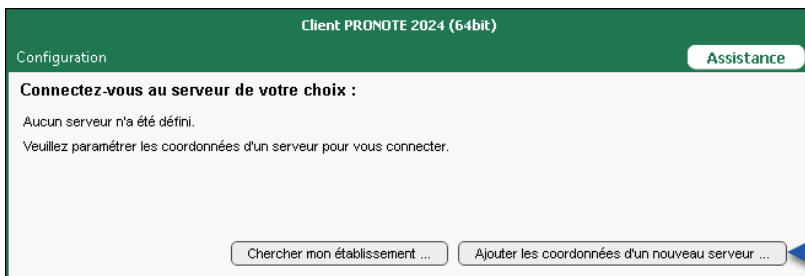 Client PRONOTE 2024 (64bit)
Configuration
Assistance
Connectez-vous au serveur de votre choix :
Aucun serveur n'a été défini.
Veuillez paramétrer les coordonnées d'un serveur pour vous connecter.
Chercher mon établissement ...
Ajouter les coordonnées d'un nouveau serveur ...